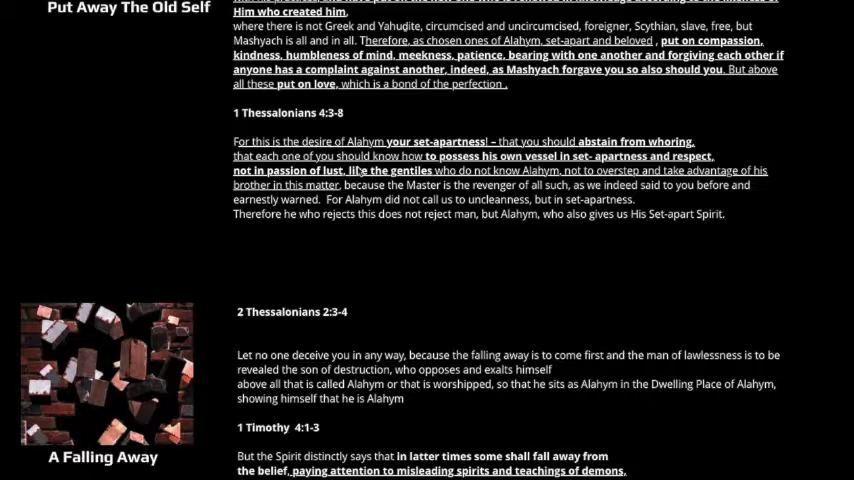 Put Away The Old Self
Him who created him,
where there is not Greek and Yahudite, circumcised and uncircumcised, foreigner, Scythian, slave, free, but
Mashyach is all and in all. Therefore, as chosen ones of Alahym, set-apart and beloved , put on compassion,
kindness, humbleness of mind, meekness, patience, bearing with one another and forgiving each other if
anyone has a complaint against another, indeed, as Mashyach forgave you so also should you. But above
all these put on love, which is a bond of the perfection .
1 Thessalonians 4:3-8
For this is the desire of Alahym your set-apartness! – that you should abstain from whoring,
that each one of you should know how to possess his own vessel in set- apartness and respect,
not in passion of lust, like the gentiles who do not know Alahym, not to overstep and take advantage of his
brother in this matter, because the Master is the revenger of all such, as we indeed said to you before and
earnestly warned. For Alahym did not call us to uncleanness, but in set-apartness.
Therefore he who rejects this does not reject man, but Alahym, who also gives us His Set-apart Spirit.
2 Thessalonians 2:3-4
Let no one deceive you in any way, because the falling away is to come first and the man of lawlessness is to be
revealed the son of destruction, who opposes and exalts himself
above all that is called Alahym or that is worshipped, so that he sits as Alahym in the Dwelling Place of Alahym,
showing himself that he is Alahym
1 Timothy 4:1-3
But the Spirit distinctly says that in latter times some shall fall away from
the belief, paying attention to misleading spirits and teachings of demons,
A Falling Away